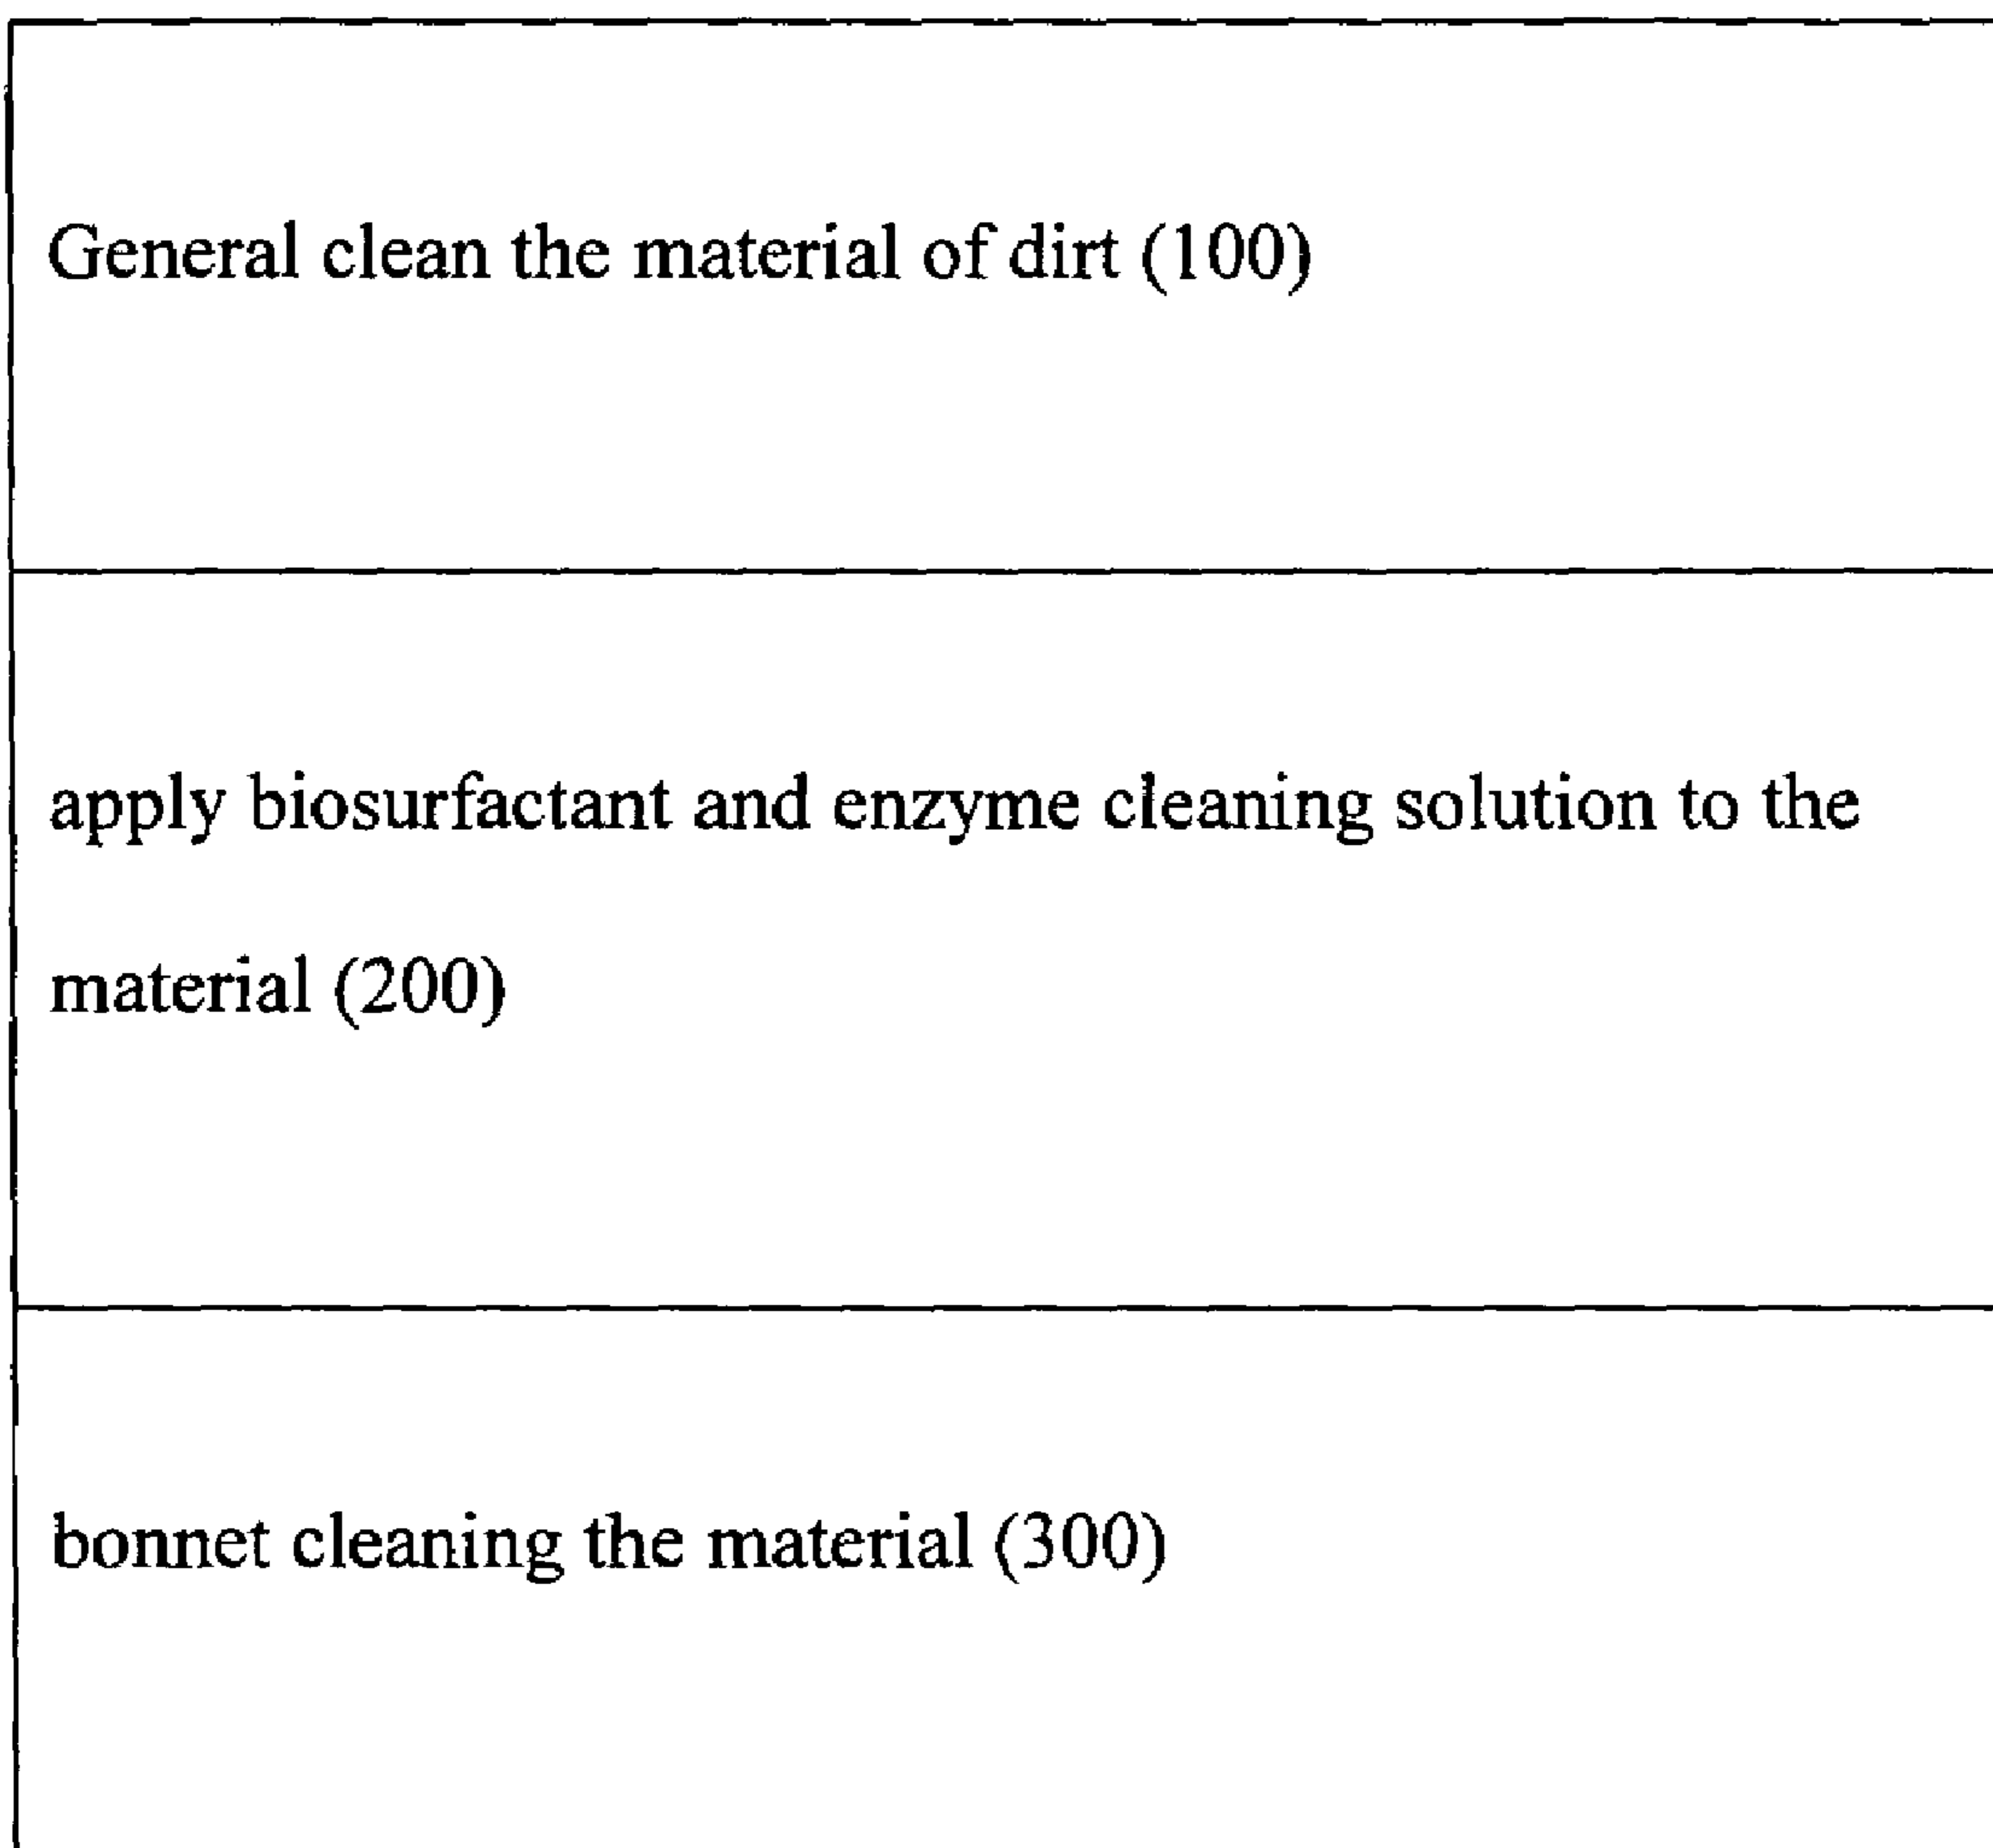 General clean the material of dirt (100)
apply biosurfactant and enzyme cleaning solution to the
material (200)
bonnet cleaning the material (300)